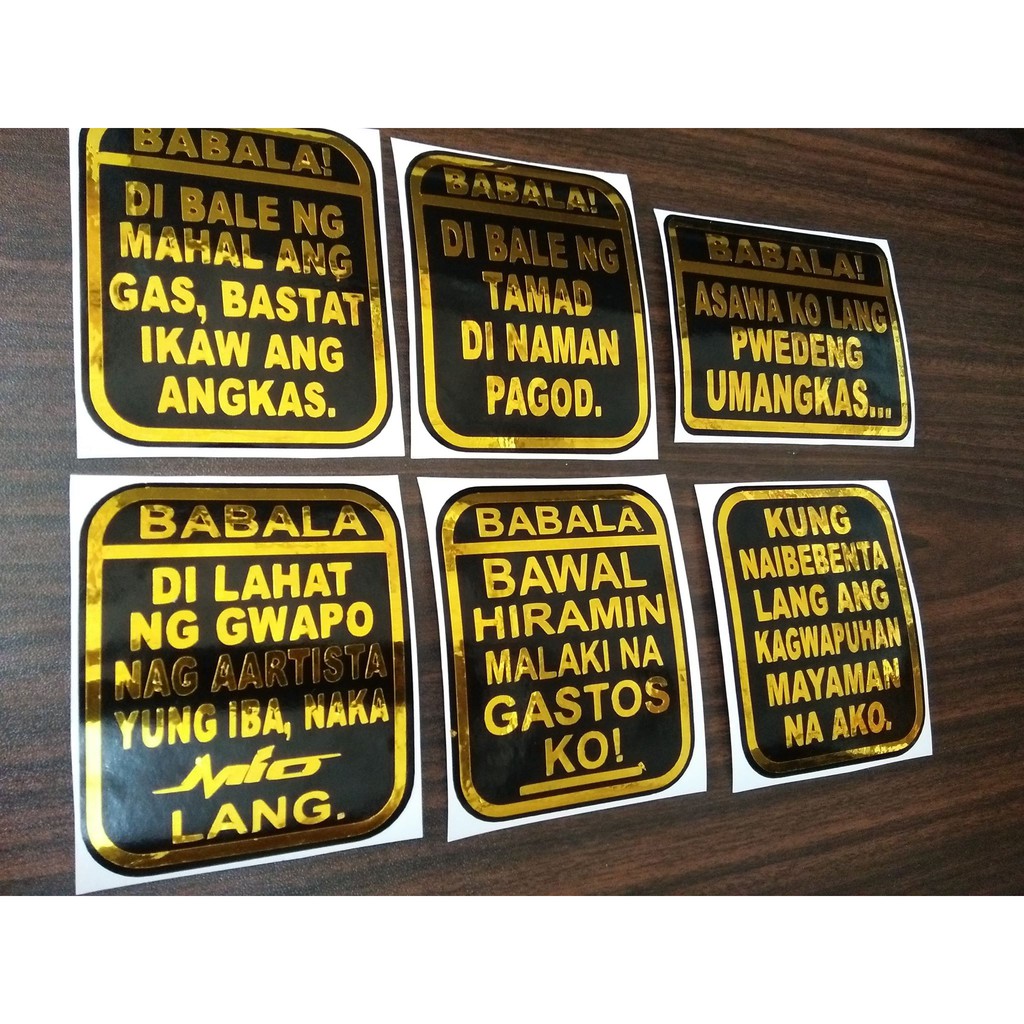 BABALA!
DI BALE NG
MAHAL ANG
GAS, BASTAT
IKAW ANG
ANGKAS.
BABALA!
DI BALE NG
TAMAD
DI NAMAN
PAGOD.
BABALA!
ASAWA KO LANG
PWEDENG
UMANGKAS...
BABALA
DI LAHAT
NG GWAPO
NAG AARTISTA
YUNG iBA, NAKA
Mio
LANG.
BABALA
BAWAL
HIRAMIN
MALAKI NA
GASTOS
KO!
KUNG
NAIBEBENTA
LANG ANG
KAGWAPUHAN
MAYAMAN
NA AKO.